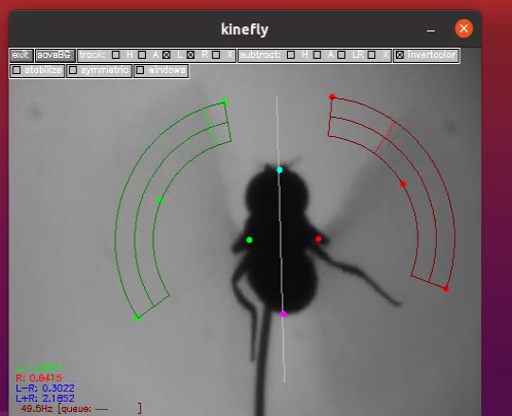 kinefly
exit saveBG track: H A L R X subtract: H A LR X invertcolor
stabilize symmetric windows
R: 0.9415
L-R: 0.3022
L+R: 2.1852
49.5Hz [queue: ]